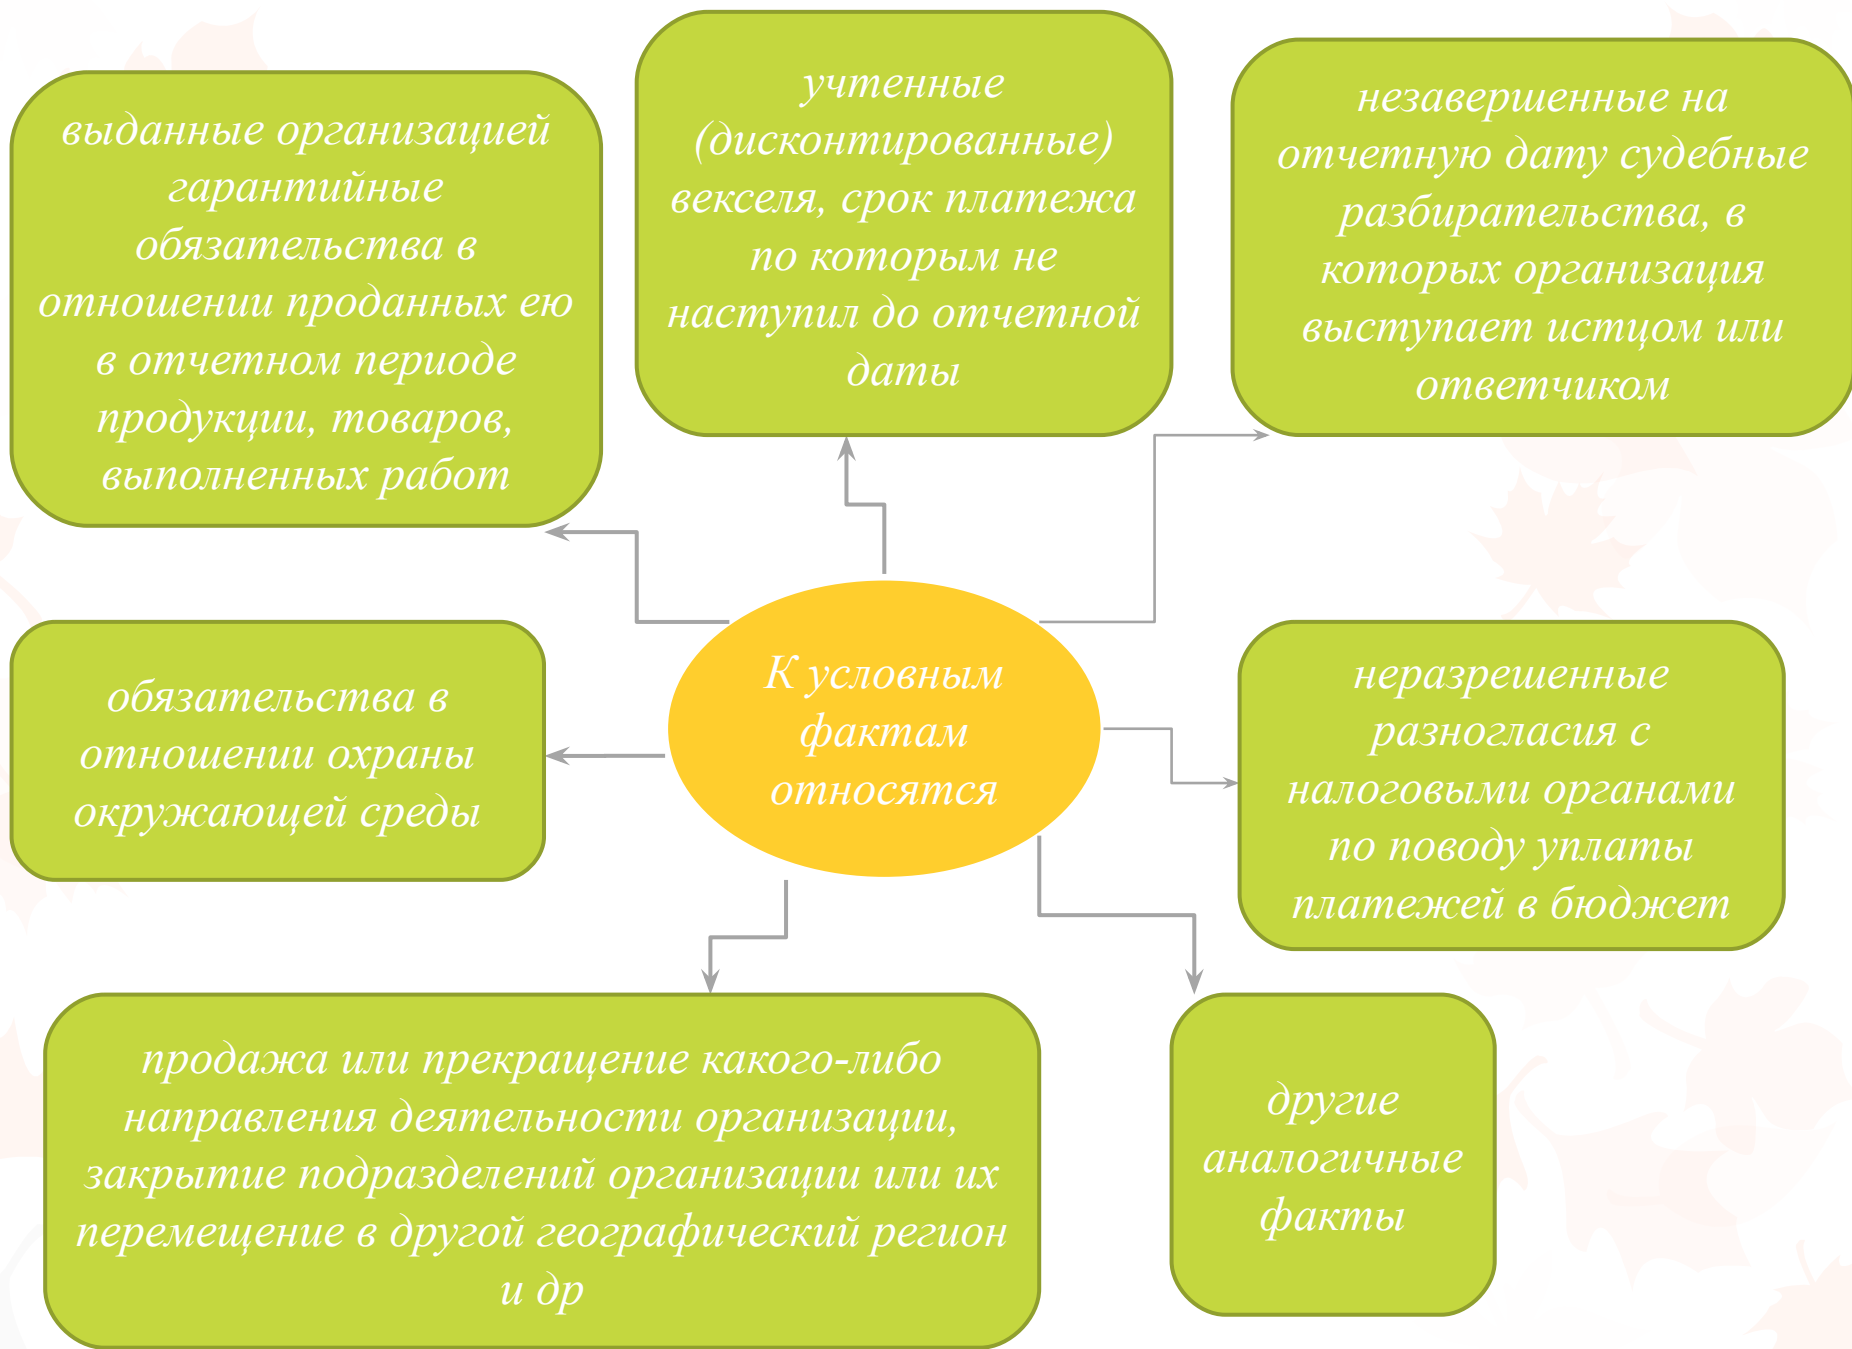 выданные организацией
гарантийные
обязательства в
отношении проданных ею
в отчетном периоде
продукции, товаров,
выполненных работ
учтенные
(дисконтированные)
векселя, срок платежа
по которым не
наступил до отчетной
даты
незавершенные на
отчетную дату судебные
разбирательства, в
которых организация
выступает истцом или
ответчиком
К условным
фактам
относятся
обязательства в
отношении охраны
окружающей среды
неразрешенные
разногласия с
налоговыми органами
по поводу уплаты
платежей в бюджет
продажа или прекращение какого-либо
направления деятельности организации,
закрытие подразделений организации или их
перемещение в другой географический регион
и др
другие
аналогичные
факты